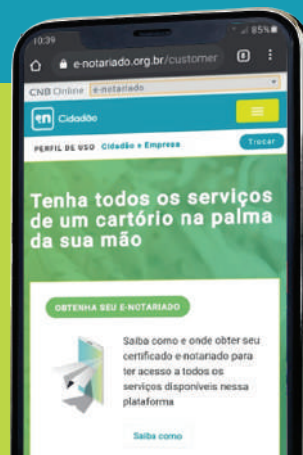 10:39
85%
e-notariado.org.br/customer
CNB Online e-notariado
en Cidadão
PERFIL DE USO Cidadão e Empresa Trocar
Tenha todos os serviços
de um cartório na palma
da sua mão
OBTENHA SEU E-NOTARIADO
Saiba como e onde obter seu
certificado e-notariado para
ter acesso a todos os
serviços disponíveis nessa
plataforma
Saiba como